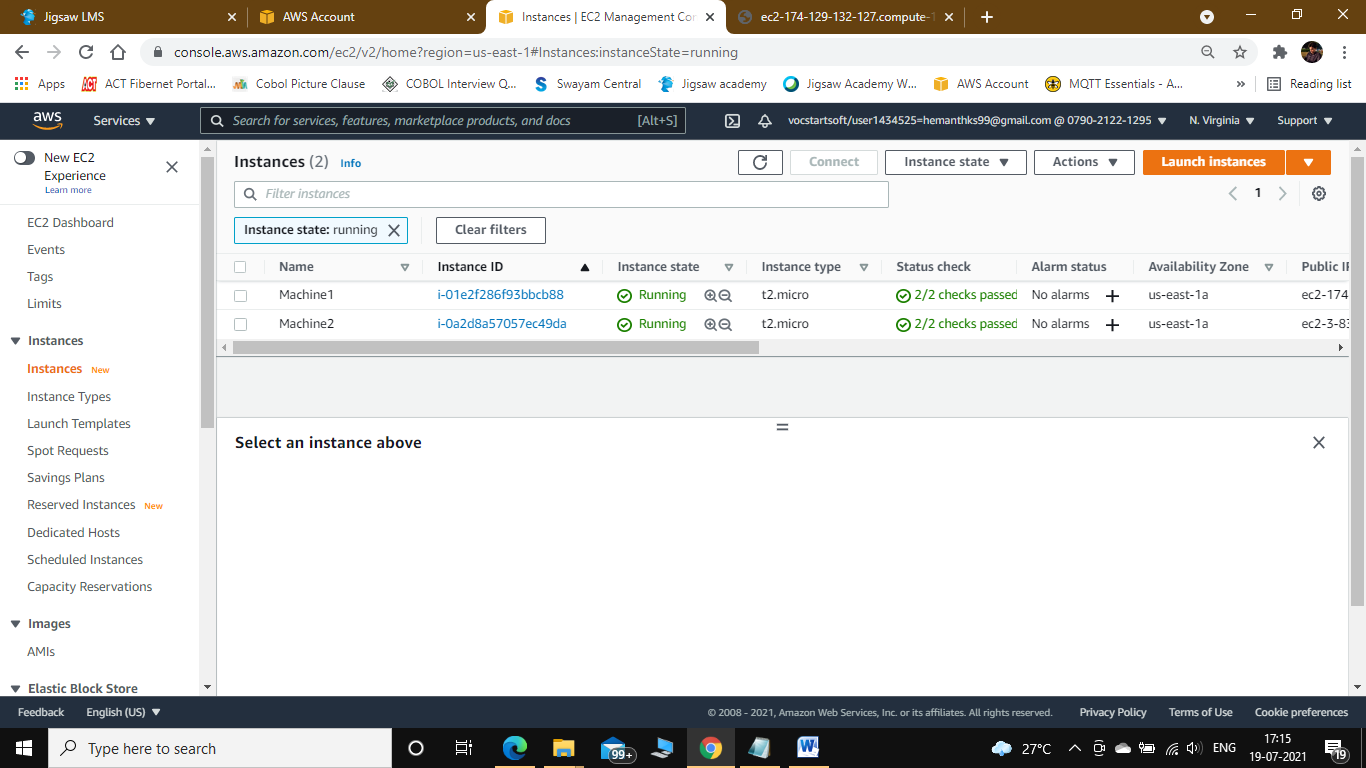 Jigsaw LMS
AWS Account
Instances | EC2 Management Con
ec2-174-129-132-127.compute-1
console.aws.amazon.com/ec2/v2/home?region=us-east-1#Instances:instanceState=running
Apps
ACT Fibernet Portal...
Cobol Picture Clause
COBOL Interview Q...
Swayam Central
Jigsaw academy
Jigsaw Academy W...
AWS Account
MQTT Essentials - A...
»
Reading list
aws
Services
Search for services, features, marketplace products, and docs
[Alt+S]
vocstartsoft/user1434525=hemanthks99@gmail.com @ 0790-2122-1295
N. Virginia
Support
New EC2
Experience
Learn more
EC2 Dashboard
Events
Tags
Limits
Instances
Instances New
Instance Types
Launch Templates
Spot Requests
Savings Plans
Reserved Instances New
Dedicated Hosts
Scheduled Instances
Capacity Reservations
Images
AMIs
Elastic Block Store
Instances (2) Info
Connect
Instance state
Actions
Launch instances
Filter instances
1
Instance state: running
Clear filters
Name Instance ID Instance state Instance type Status check Alarm status Availability Zone Public IP
Machine1 i-01e2f286f93bbcb88 Running t2.micro 2/2 checks passed No alarms + us-east-1a ec2-174
Machine2 i-0a2d8a57057ec49da Running t2.micro 2/2 checks passed No alarms + us-east-1a ec2-3-83
Select an instance above
Feedback
English (US)
© 2008 - 2021, Amazon Web Services, Inc. or its affiliates. All rights reserved.
Privacy Policy
Terms of Use
Cookie preferences
Type here to search
99+
27°C
ENG
17:15
19-07-2021
19